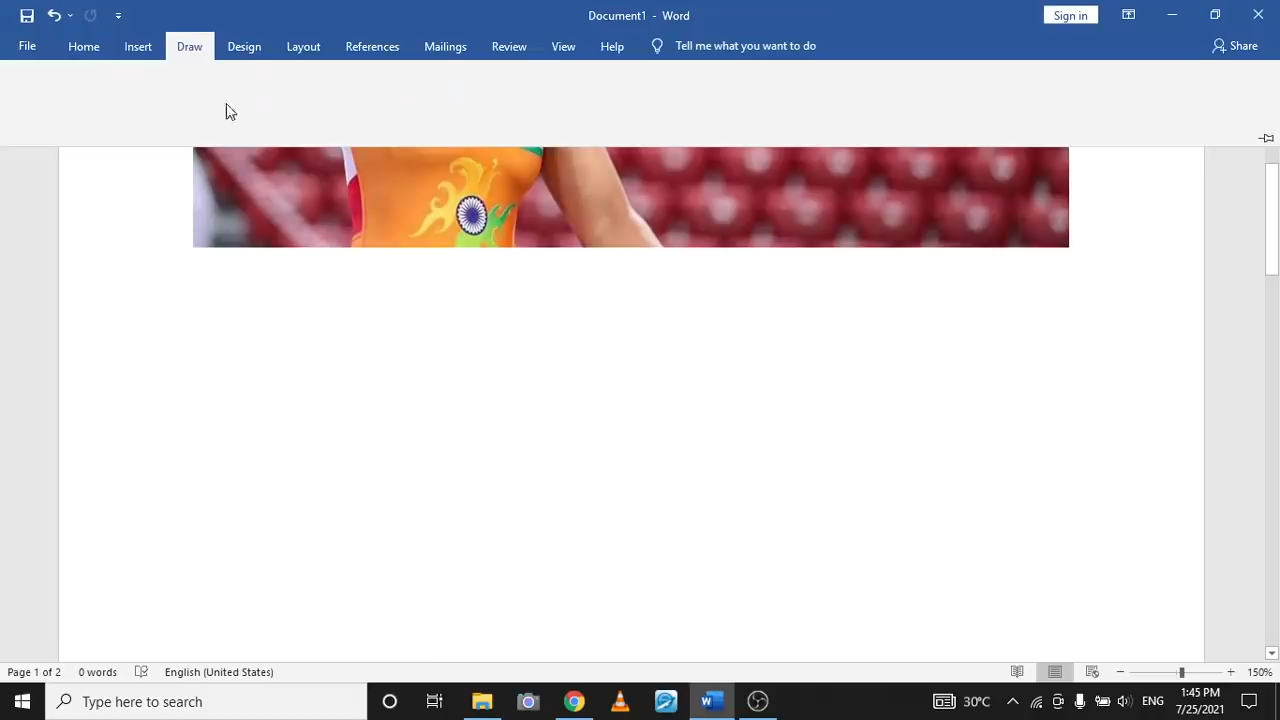 Document1 - Word
Sign in
File Home Insert Draw Design Layout References Mailings Review View Help Tell me what you want to do Share
Page 1 of 2 0 words English (United States) 150%
Type here to search 30°C ENG 1:45 PM
7/25/2021